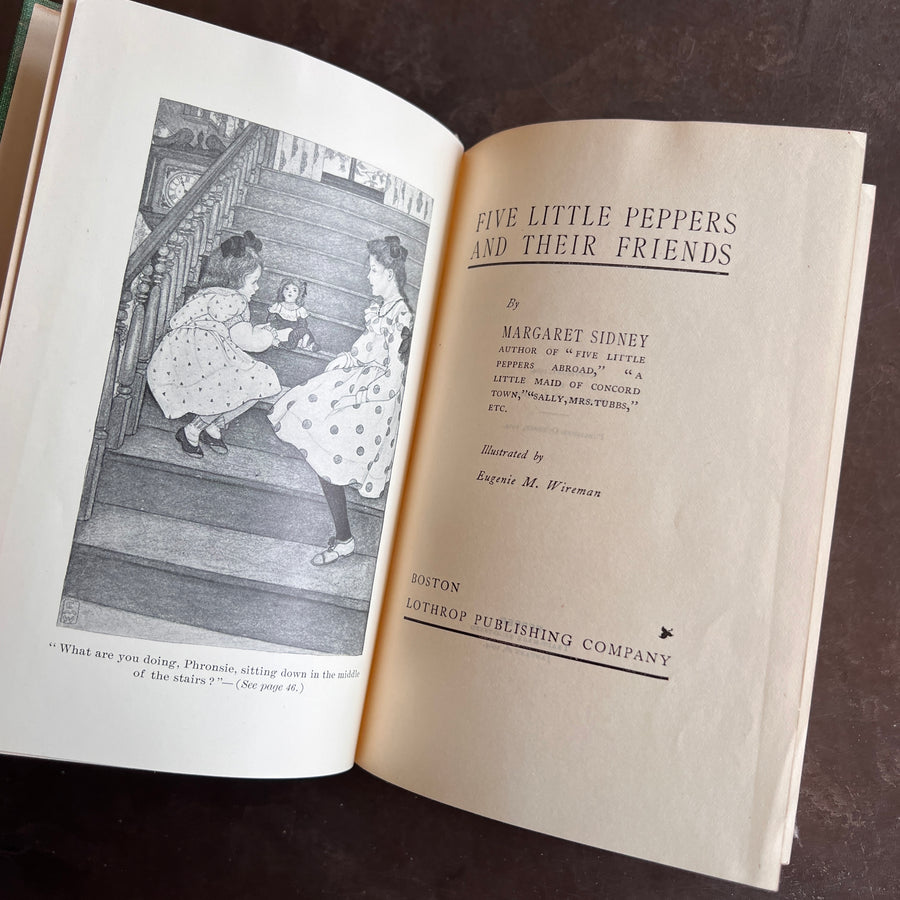 "What are you doing, Phronsie, sitting down in the middle
of the stairs?"—(See page 46.)
FIVE LITTLE PEPPERS
AND THEIR FRIENDS
By
MARGARET SIDNEY
AUTHOR OF "FIVE LITTLE
PEPPERS ABROAD," "A
LITTLE MAID OF CONCORD
TOWN," "SALLY, MRS. TUBBS,"
ETC.
Illustrated by
Eugenie M. Wireman
BOSTON
LOTHROP PUBLISHING COMPANY